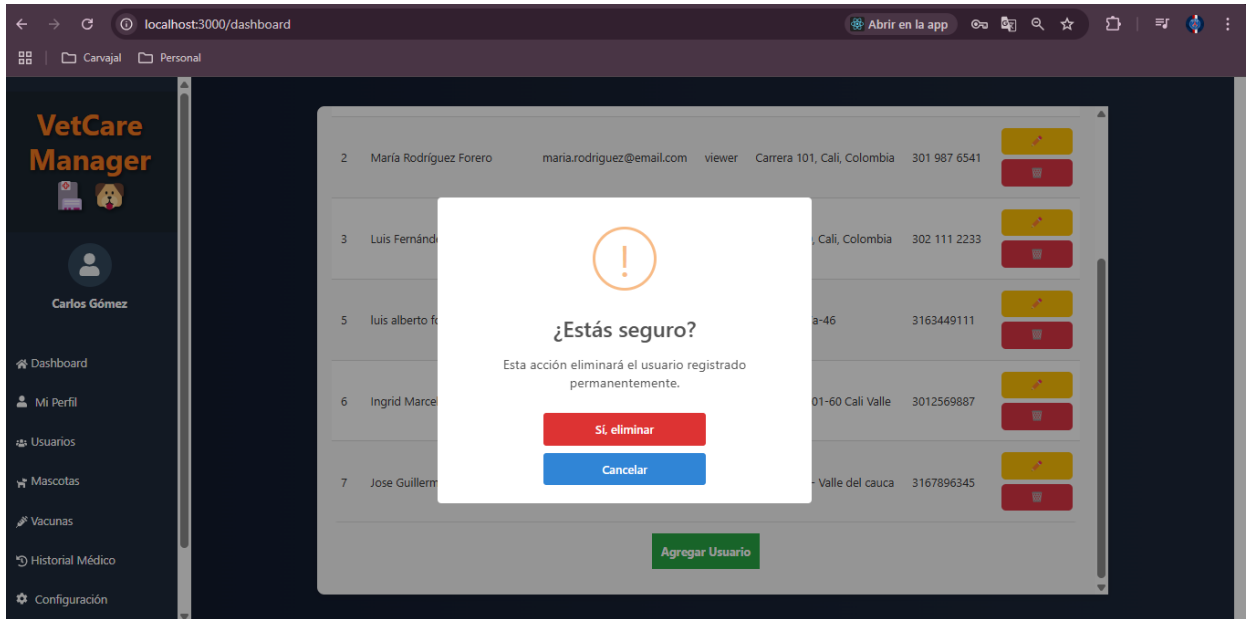 localhost:3000/dashboard
Abrir en la app
Carvajal
Personal
VetCare
Manager
Carlos Gómez
Dashboard
Mi Perfil
Usuarios
Mascotas
Vacunas
Historial Médico
Configuración
2 María Rodríguez Forero maria.rodriguez@email.com viewer Carrera 101, Cali, Colombia 301 987 6541
3 Luis Fernánd , Cali, Colombia 302 111 2233
5 luis alberto fo a-46 3163449111
6 Ingrid Marce 01-60 Cali Valle 3012569887
7 Jose Guillerm - Valle del cauca 3167896345
!
¿Estás seguro?
Esta acción eliminará el usuario registrado
permanentemente.
Sí, eliminar
Cancelar
Agregar Usuario